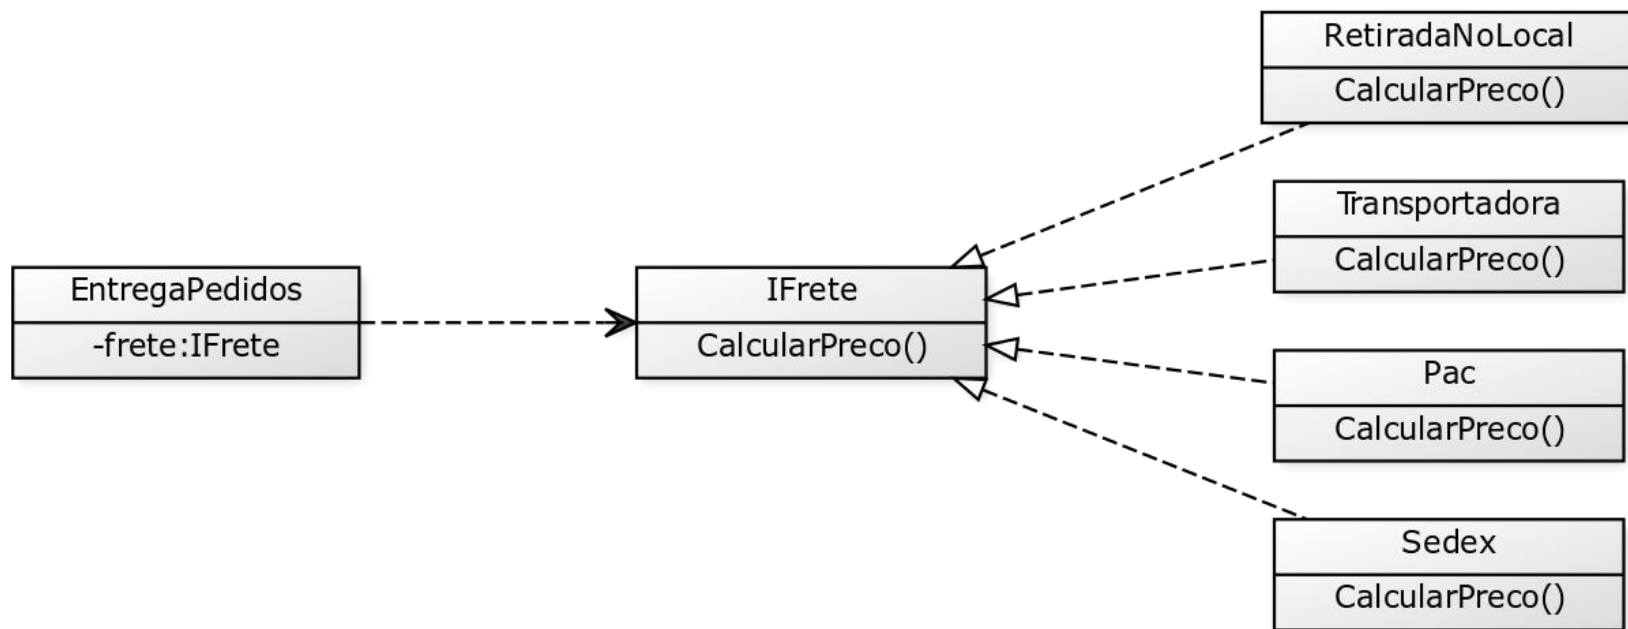 EntregaPedidos
-frete:IFrete
IFrete
CalcularPreco()
RetiradaNoLocal
CalcularPreco()
Transportadora
CalcularPreco()
Pac
CalcularPreco()
Sedex
CalcularPreco()